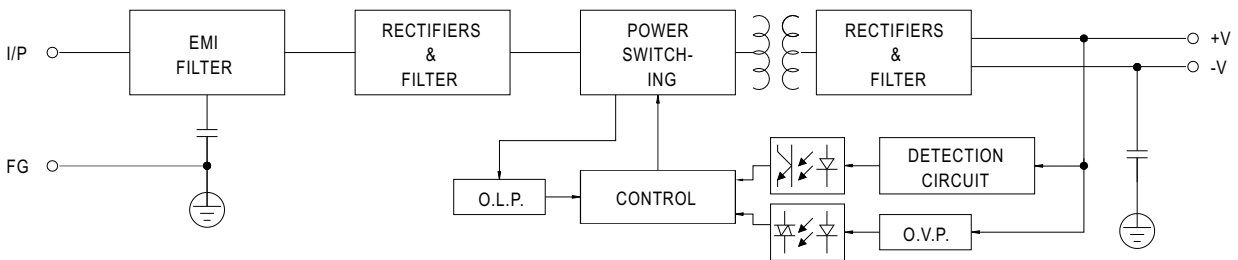 I/P
EMI
FILTER
RECTIFIERS
&
FILTER
POWER
SWITCH-
ING
RECTIFIERS
&
FILTER
+V
-V
FG
O.L.P.
CONTROL
DETECTION
CIRCUIT
O.V.P.